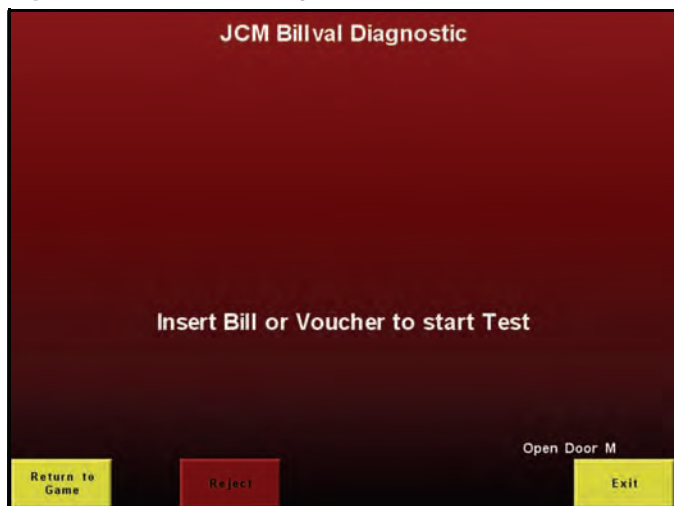 JCM Billval Diagnostic
Insert Bill or Voucher to start Test
Open Door M
Return to
Game
Reject
Exit